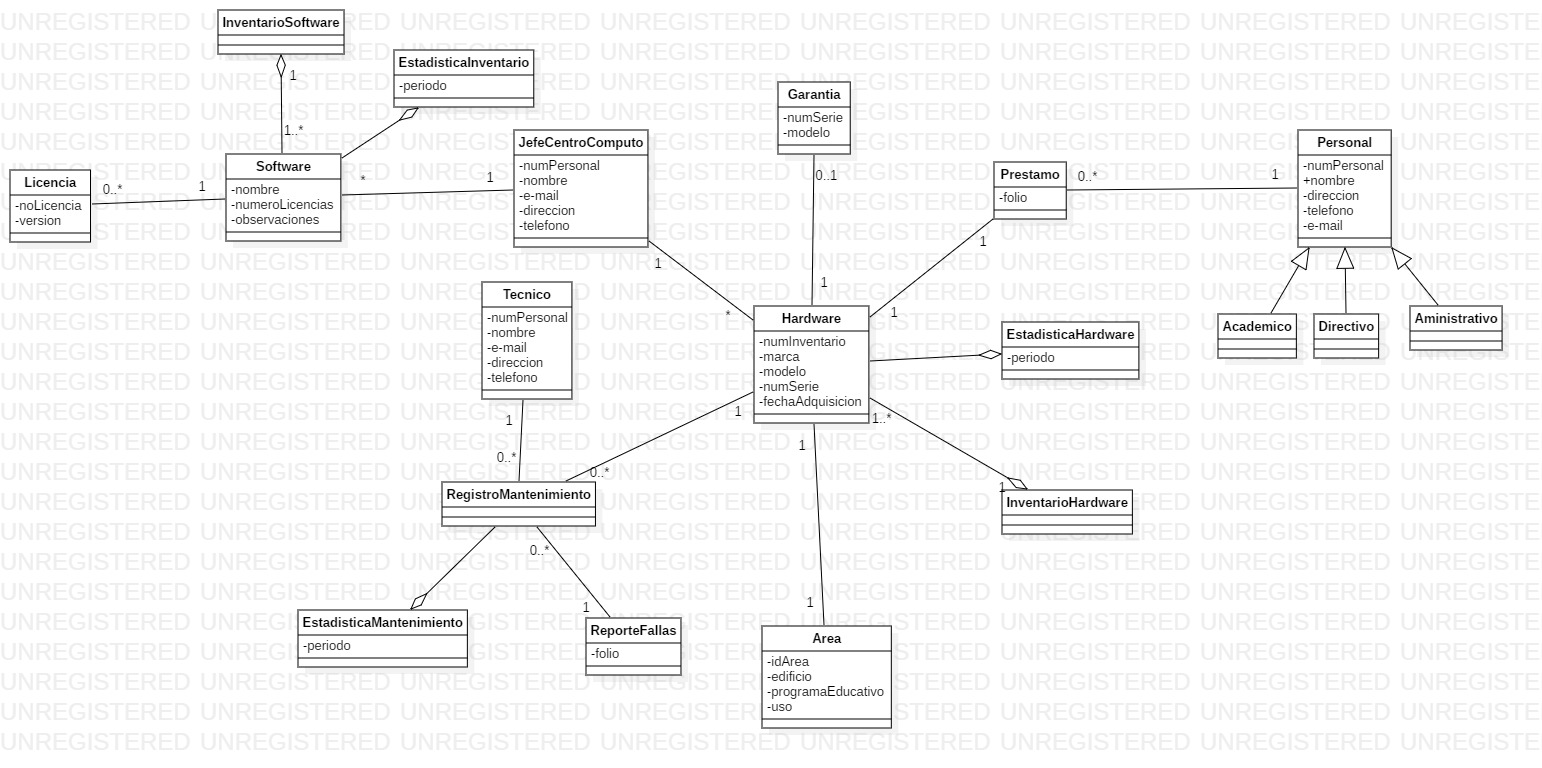 InventarioSoftware
1
1..*
EstadisticaInventario
-periodo
Software
-nombre
-numeroLicencias
-observaciones
Licencia
-noLicencia
-version
0..*
1
*
1
JefeCentroComputo
-numPersonal
-nombre
-e-mail
-direccion
-telefono
1
*
Garantia
-numSerie
-modelo
0..1
1
Prestamo
-folio
0..*
1
1
1
Personal
-numPersonal
+nombre
-direccion
-telefono
-e-mail
Academico
Directivo
Aministrativo
Tecnico
-numPersonal
-nombre
-e-mail
-direccion
-telefono
1
0..*
Hardware
-numInventario
-marca
-modelo
-numSerie
-fechaAdquisicion
EstadisticaHardware
-periodo
1
0..*
1..*
1
InventarioHardware
RegistroMantenimiento
0..*
1
EstadisticaMantenimiento
-periodo
ReporteFallas
-folio
1
1
Area
-idArea
-edificio
-programaEducativo
-uso
UNREGISTERED